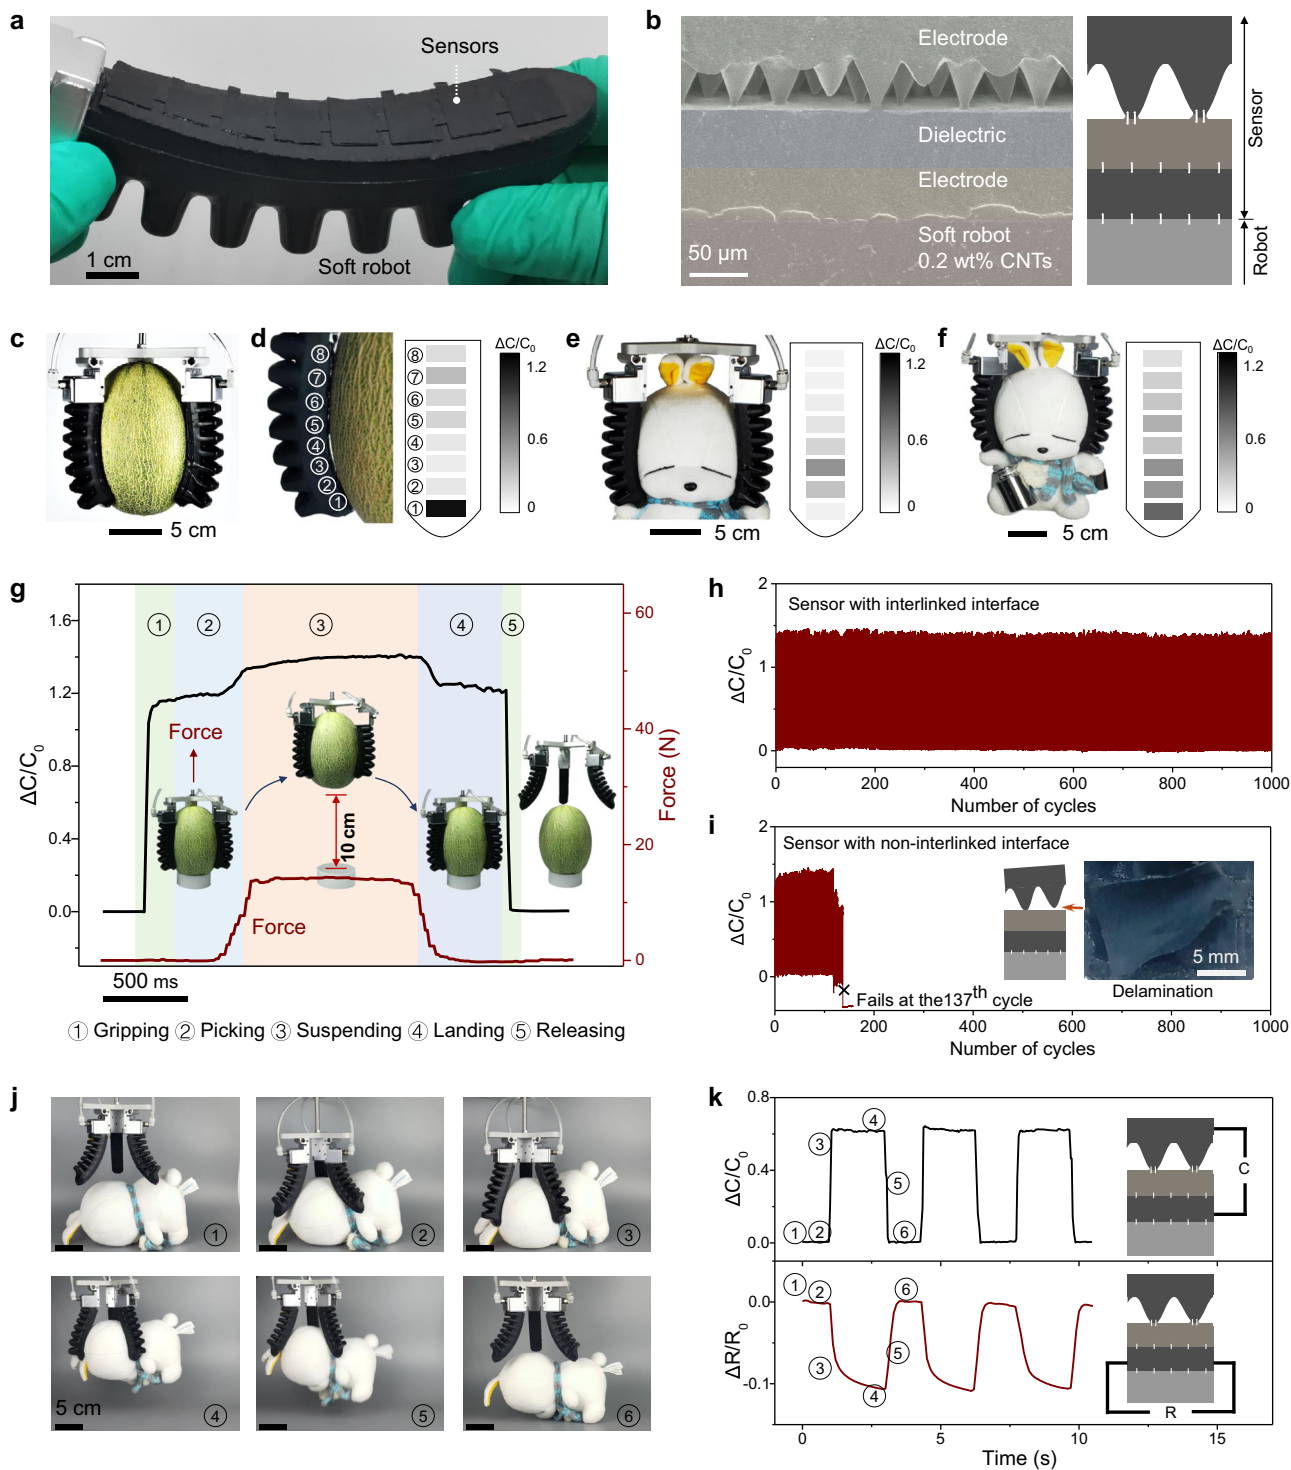 a
Sensors
Soft robot
1 cm
b
Electrode
Dielectric
Electrode
Soft robot
0.2 wt% CNTs
50 µm
Sensor
Robot
c
5 cm
d
⑧
⑦
⑥
⑤
④
③
②
①
⑧
⑦
⑥
⑤
④
③
②
①
ΔC/C0
1.2
0.6
0
e
5 cm
ΔC/C0
1.2
0.6
0
f
5 cm
ΔC/C0
1.2
0.6
0
g
1.6
1.2
0.8
0.4
0.0
ΔC/C0
① ② ③ ④ ⑤
60
40
20
0
Force (N)
Force
10 cm
Force
500 ms
① Gripping ② Picking ③ Suspending ④ Landing ⑤ Releasing
h
Sensor with interlinked interface
2
1
0
ΔC/C0
0 200 400 600 800 1000
Number of cycles
i
Sensor with non-interlinked interface
2
1
0
ΔC/C0
5 mm
Delamination
Fails at the137th cycle
0 200 400 600 800 1000
Number of cycles
j
①
②
③
5 cm
④
⑤
⑥
k
0.8
0.4
0.0
ΔC/C0
① ② ③ ④ ⑤ ⑥
C
0.0
-0.1
ΔR/R0
① ② ③ ④ ⑤ ⑥
R
0 5 10 15
Time (s)